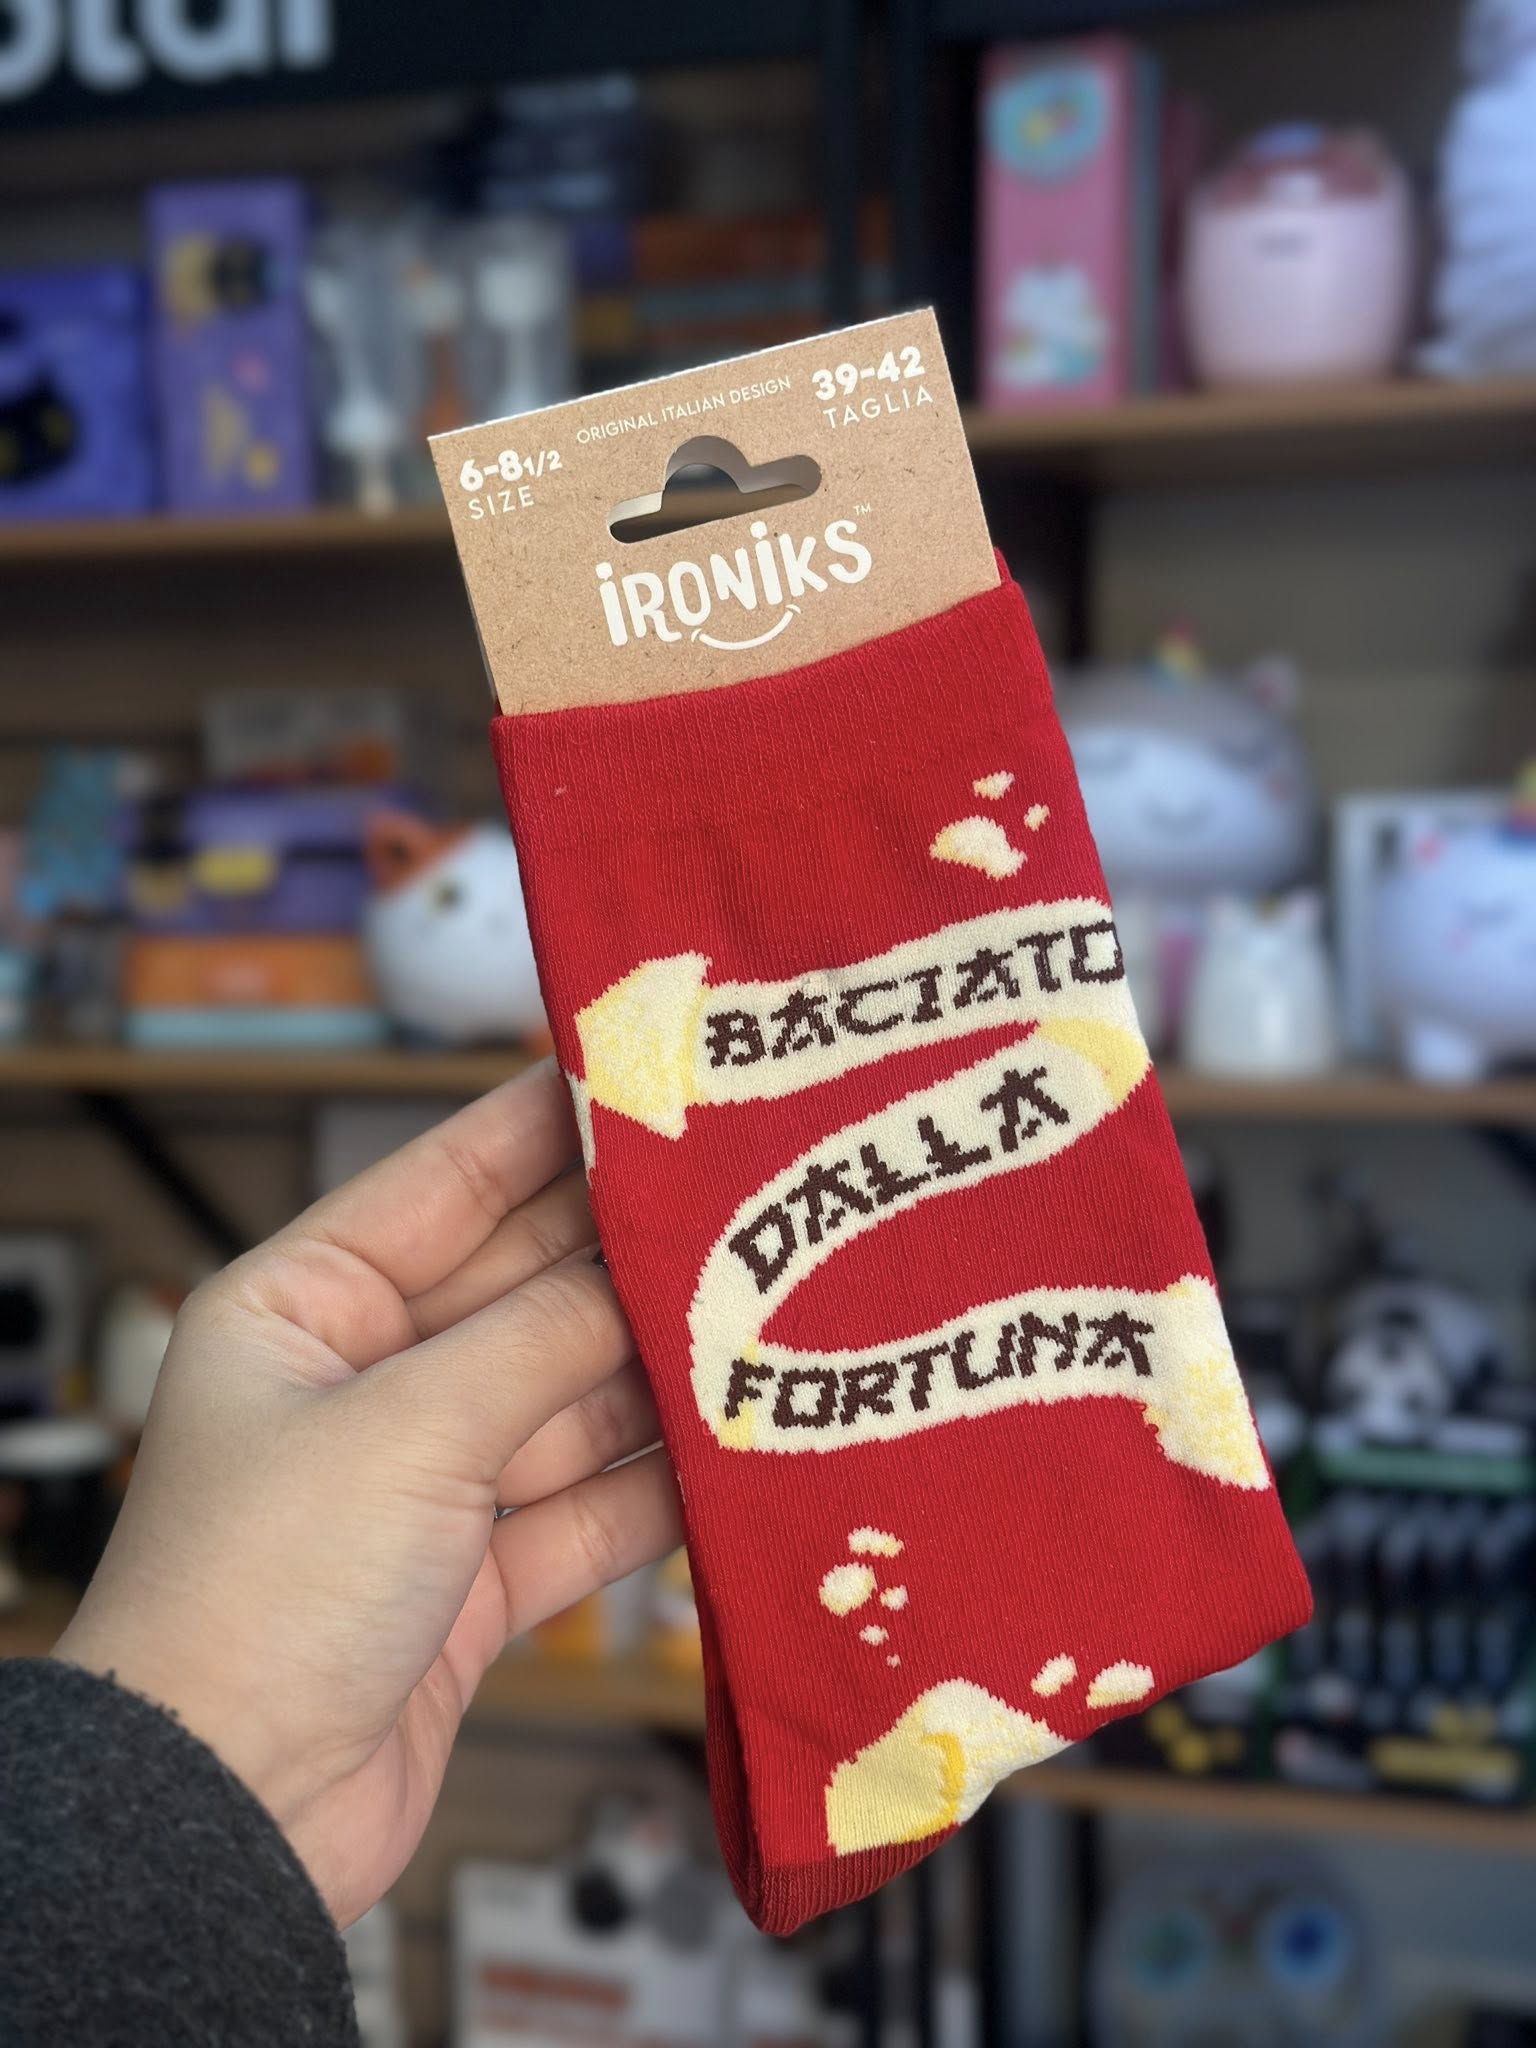 6-8 1/2
SIZE
ORIGINAL ITALIAN DESIGN
39-42
TAGLIA
iRONiKS™
BACIATO
DALLA
FORTUNA